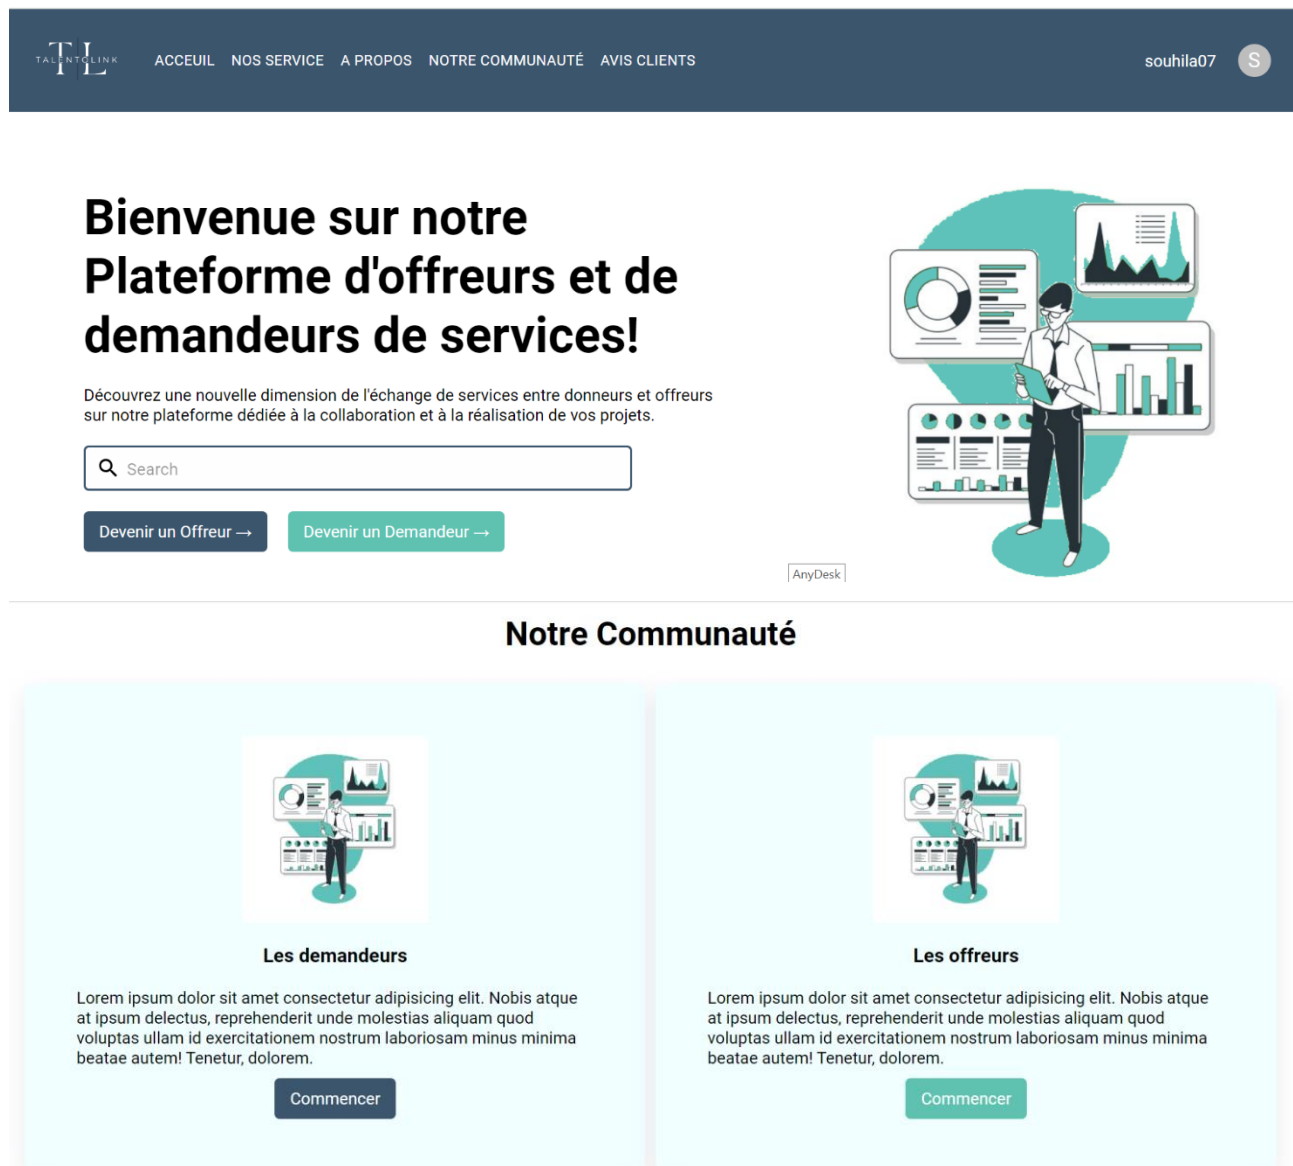 TALENTQLINK
TL
ACCEUIL NOS SERVICE A PROPOS NOTRE COMMUNAUTÉ AVIS CLIENTS
souhila07 S
Bienvenue sur notre
Plateforme d'offreurs et de
demandeurs de services!
Découvrez une nouvelle dimension de l'échange de services entre donneurs et offreurs
sur notre plateforme dédiée à la collaboration et à la réalisation de vos projets.
Search
Devenir un Offreur → Devenir un Demandeur →
AnyDesk
Notre Communauté
Les demandeurs
Lorem ipsum dolor sit amet consectetur adipisicing elit. Nobis atque
at ipsum delectus, reprehenderit unde molestias aliquam quod
voluptas ullam id exercitationem nostrum laboriosam minus minima
beatae autem! Tenetur, dolorem.
Commencer
Les offreurs
Lorem ipsum dolor sit amet consectetur adipisicing elit. Nobis atque
at ipsum delectus, reprehenderit unde molestias aliquam quod
voluptas ullam id exercitationem nostrum laboriosam minus minima
beatae autem! Tenetur, dolorem.
Commencer